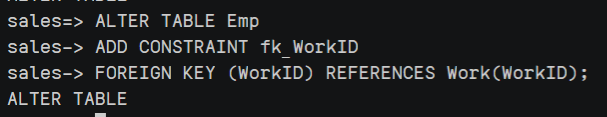 sales=> ALTER TABLE Emp
sales-> ADD CONSTRAINT fk_WorkID
sales-> FOREIGN KEY (WorkID) REFERENCES Work(WorkID);
ALTER TABLE